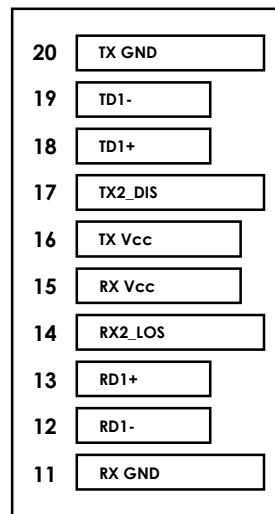 20 TX GND
19 TD1-
18 TD1+
17 TX2_DIS
16 TX Vcc
15 RX Vcc
14 RX2_LOS
13 RD1+
12 RD1-
11 RX GND